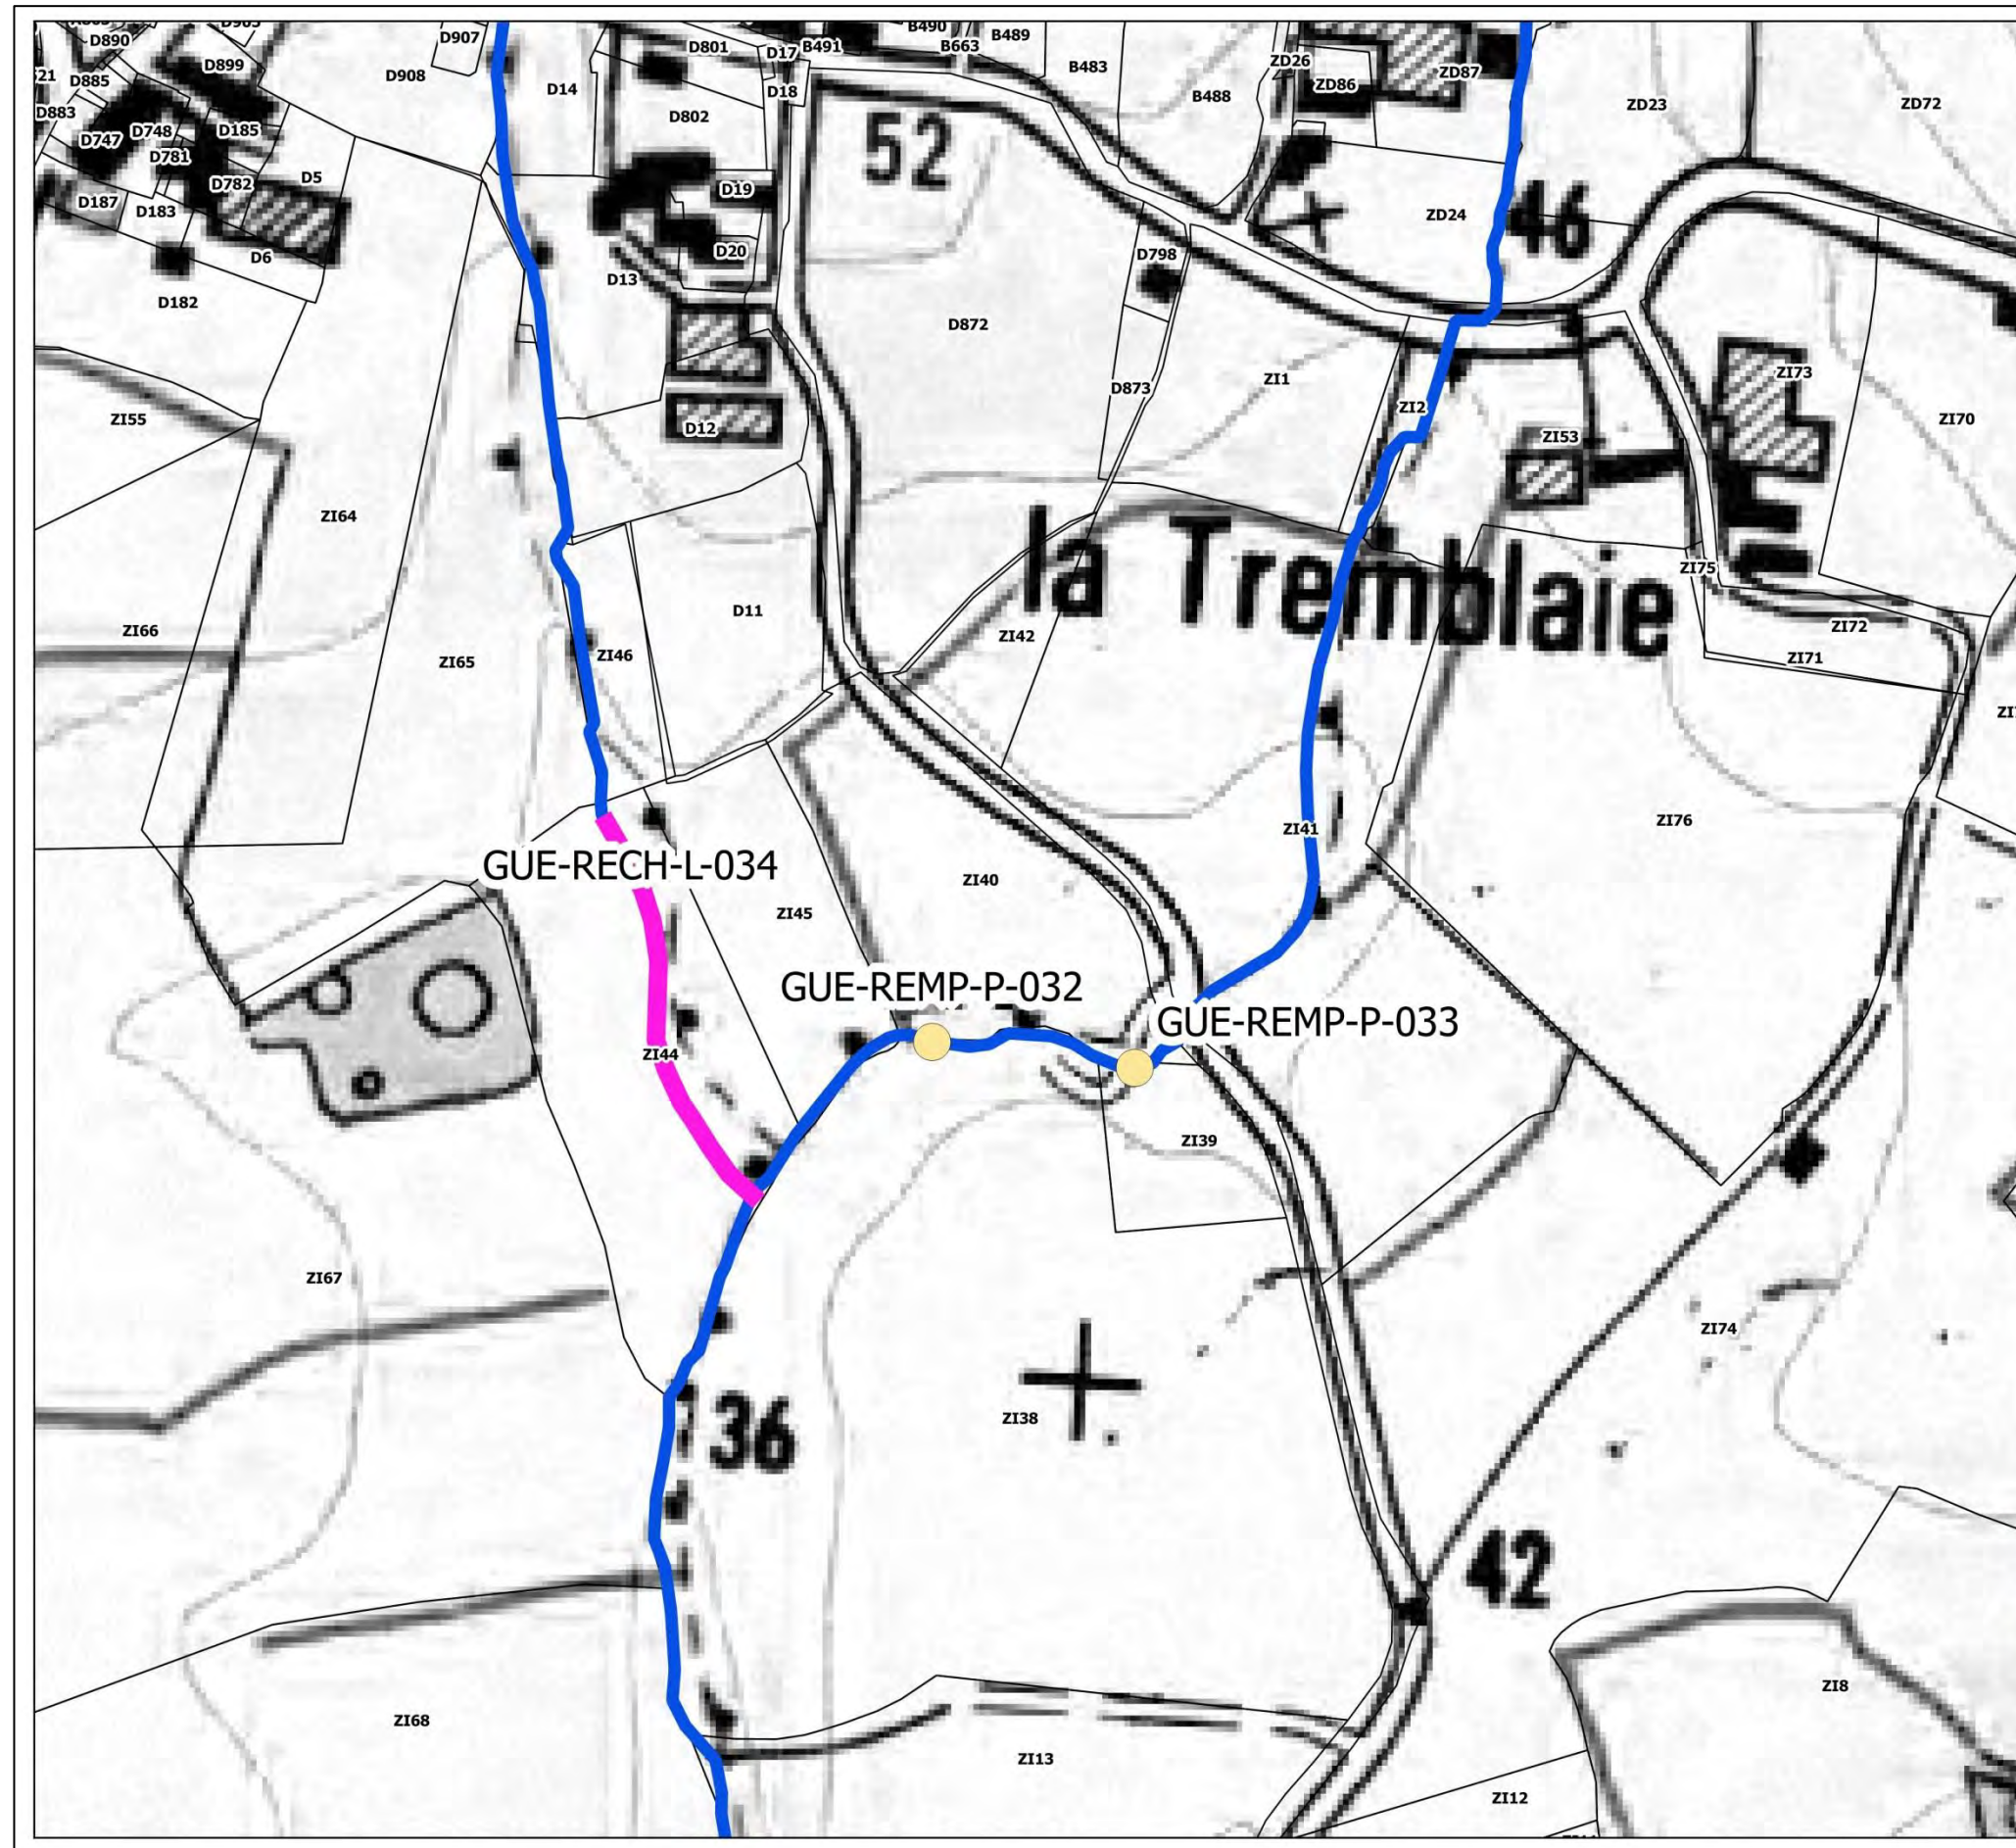 D890
D907
D801
D17
B491
B490
B663
B489
D899
D885
D908
D14
D18
B483
ZD26
ZD87
ZD86
B488
ZD23
ZD72
D883
D748
D185
D747
D802
52
D781
D782
D5
D187
D183
D19
ZD24
46
D6
D20
D798
D13
D182
D872
ZI1
ZI73
D873
ZI55
ZI2
ZI70
D12
ZI53
ZI64
la Tremblaie
ZI75
D11
ZI66
ZI42
ZI72
ZI65
ZI46
ZI71
ZI76
ZI41
GUE-RECH-L-034
ZI40
ZI45
GUE-REMP-P-032
GUE-REMP-P-033
ZI44
ZI39
ZI67
ZI74
ZI38
36
42
ZI8
ZI68
ZI13
ZI12